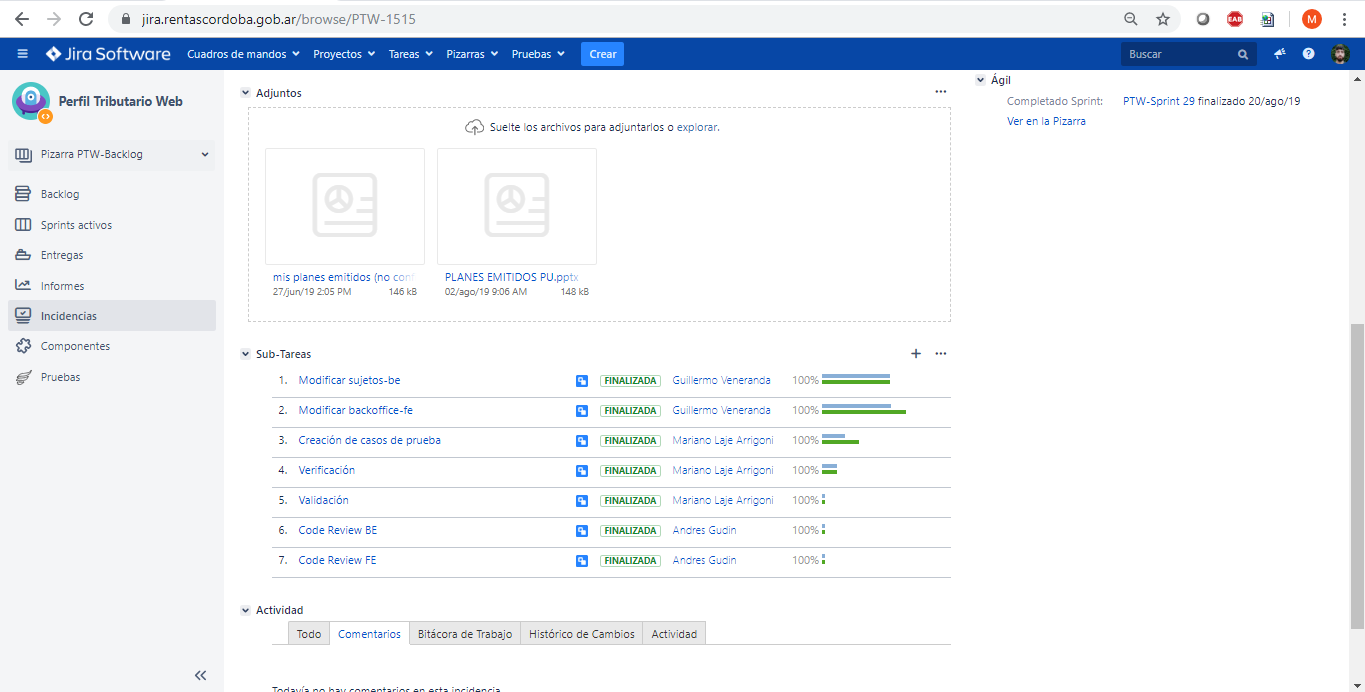 jira.rentascordoba.gob.ar/browse/PTW-1515
EAB
M
Jira Software
Cuadros de mandos
Proyectos
Tareas
Pizarras
Pruebas
Crear
Buscar
Perfil Tributario Web
Pizarra PTW-Backlog
Backlog
Sprints activos
Entregas
Informes
Incidencias
Componentes
Pruebas
Adjuntos
Suelte los archivos para adjuntarlos o explorar.
mis planes emitidos (no conf
27/jun/19 2:05 PM 146 kB
PLANES EMITIDOS PU.pptx
02/ago/19 9:06 AM 148 kB
Sub-Tareas
1. Modificar sujetos-be FINALIZADA Guillermo Veneranda 100%
2. Modificar backoffice-fe FINALIZADA Guillermo Veneranda 100%
3. Creación de casos de prueba FINALIZADA Mariano Laje Arrigoni 100%
4. Verificación FINALIZADA Mariano Laje Arrigoni 100%
5. Validación FINALIZADA Mariano Laje Arrigoni 100%
6. Code Review BE FINALIZADA Andres Gudin 100%
7. Code Review FE FINALIZADA Andres Gudin 100%
Actividad
Todo
Comentarios
Bitácora de Trabajo
Histórico de Cambios
Actividad
Todavía no hay comentarios en esta incidencia
Ágil
Completado Sprint: PTW-Sprint 29 finalizado 20/ago/19
Ver en la Pizarra